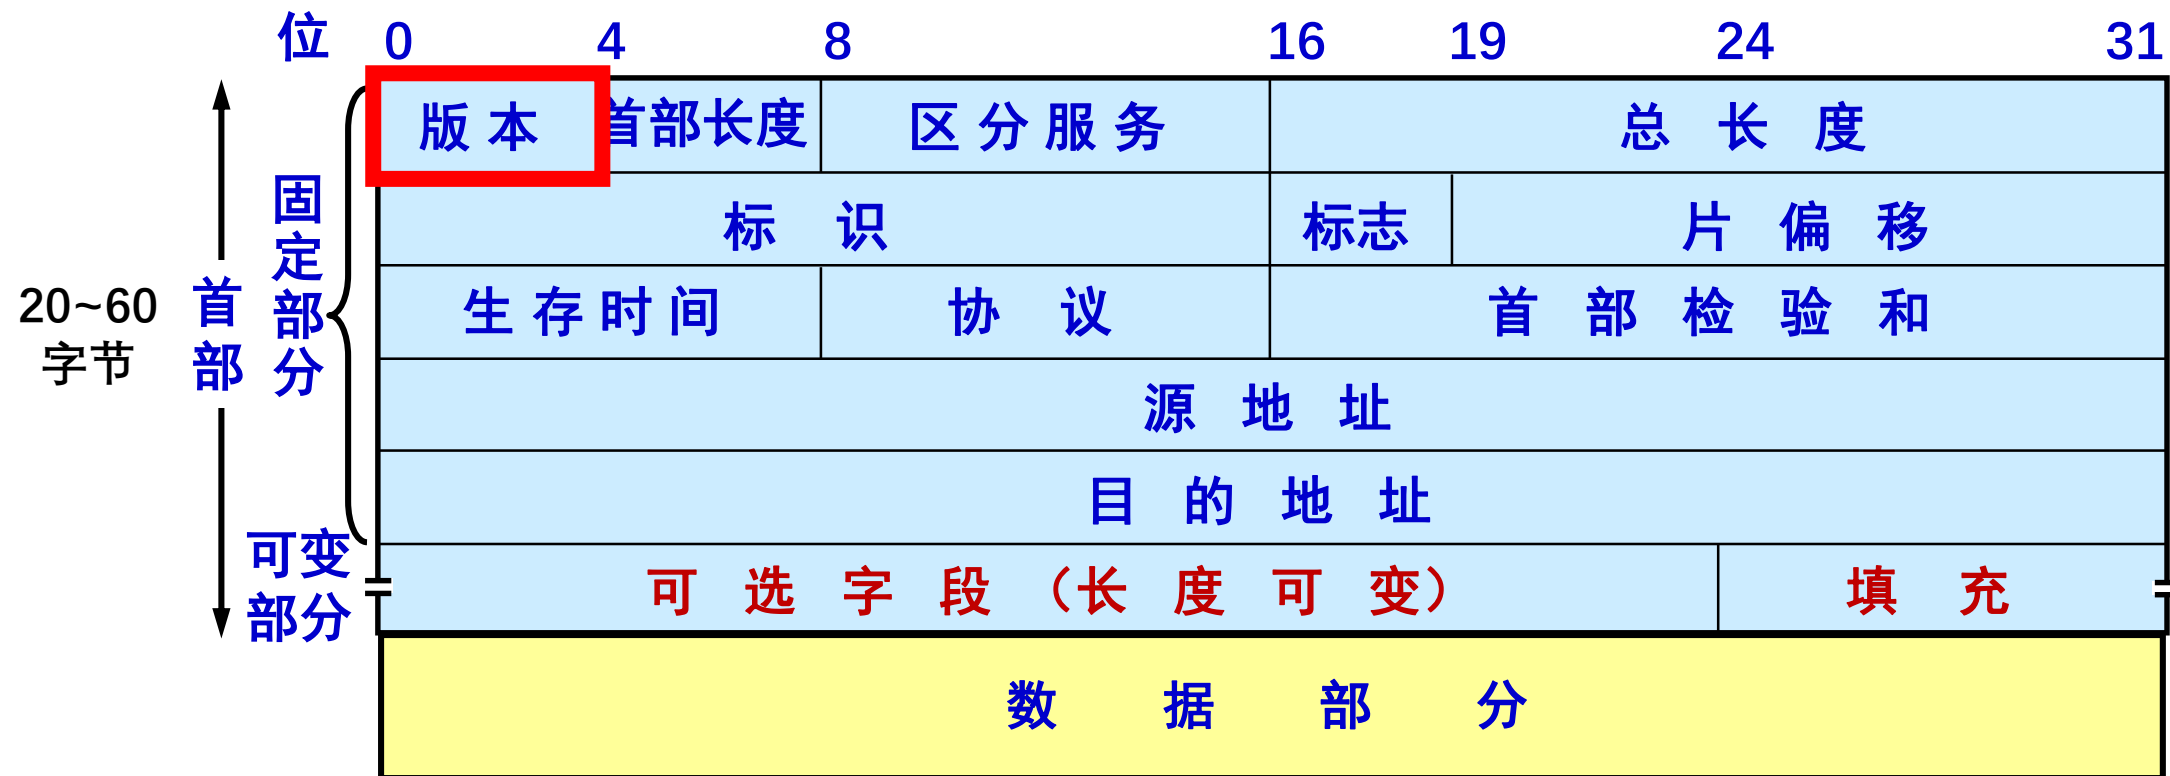 位 0 4 8 16 19 24 31
版本 首部长度 区分服务 总长度
标识 标志 片偏移
生存时间 协议 首部检验和
源地址
目的地址
可选字段（长度可变） 填充
数据部分
20~60
字节
首部
固定部分
可变
部分